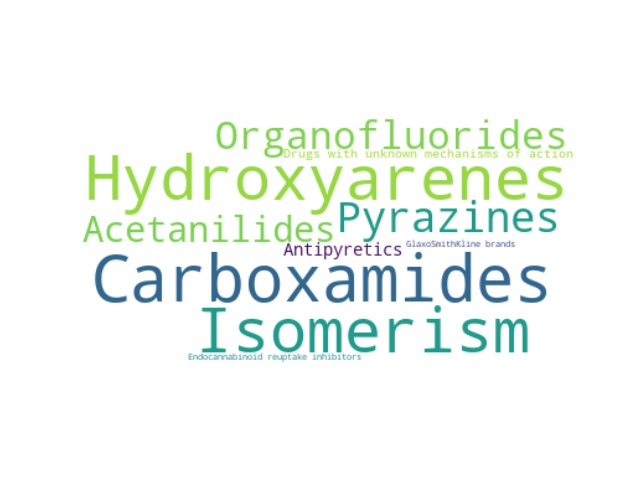 Organofluorides
Drugs with unknown mechanisms of action
Hydroxyarenes
Pyrazines
Acetanilides
GlaxoSmithKline brands
Antipyretics
Carboxamides
Isomerism
Endocannabinoid reuptake inhibitors